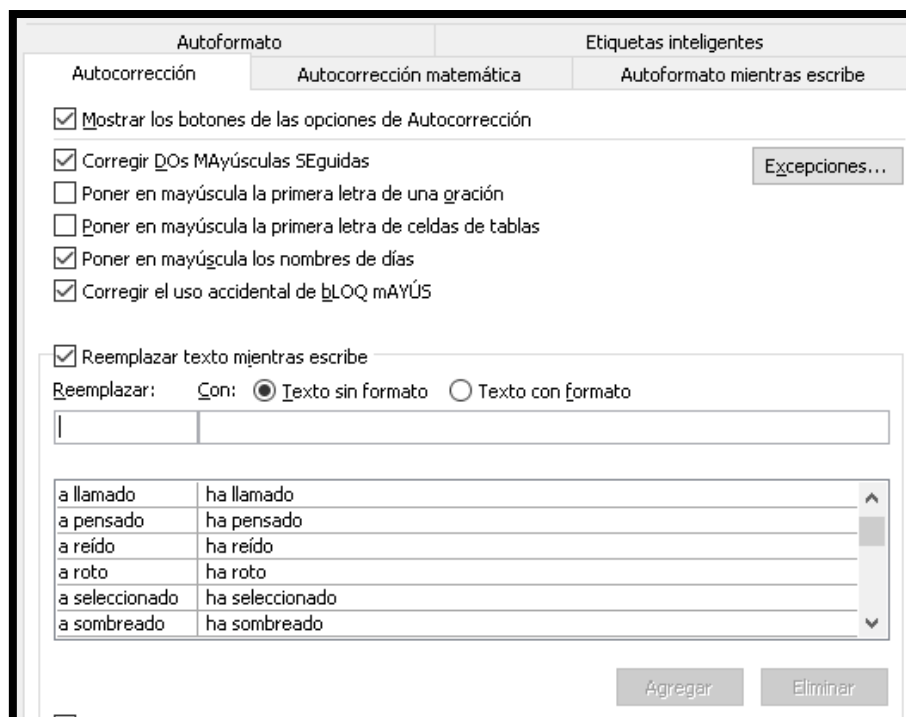 Autoformato Etiquetas inteligentes
Autocorrección Autocorrección matemática Autoformato mientras escribe
Mostrar los botones de las opciones de Autocorrección
Corregir DOs MAyúsculas SEguidas Excepciones...
Poner en mayúscula la primera letra de una oración
Poner en mayúscula la primera letra de celdas de tablas
Poner en mayúscula los nombres de días
Corregir el uso accidental de bLOQ mAYÚS
Reemplazar texto mientras escribe
Reemplazar: Con: Texto sin formato Texto con formato
a llamado ha llamado
a pensado ha pensado
a reído ha reído
a roto ha roto
a seleccionado ha seleccionado
a sombreado ha sombreado
Agregar Eliminar